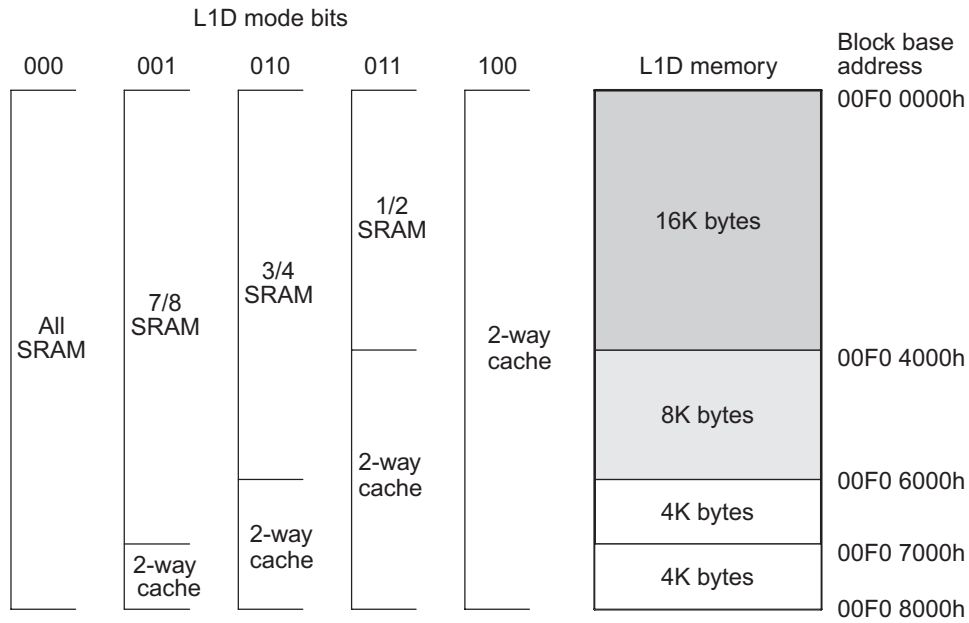 L1D mode bits
Block base
address
000 001 010 011 100 L1D memory
00F0 0000h
1/2
SRAM
16K bytes
3/4
SRAM
7/8
SRAM
All
SRAM
2-way
cache
00F0 4000h
8K bytes
2-way
cache
00F0 6000h
4K bytes
2-way
cache
00F0 7000h
2-way
cache
4K bytes
00F0 8000h